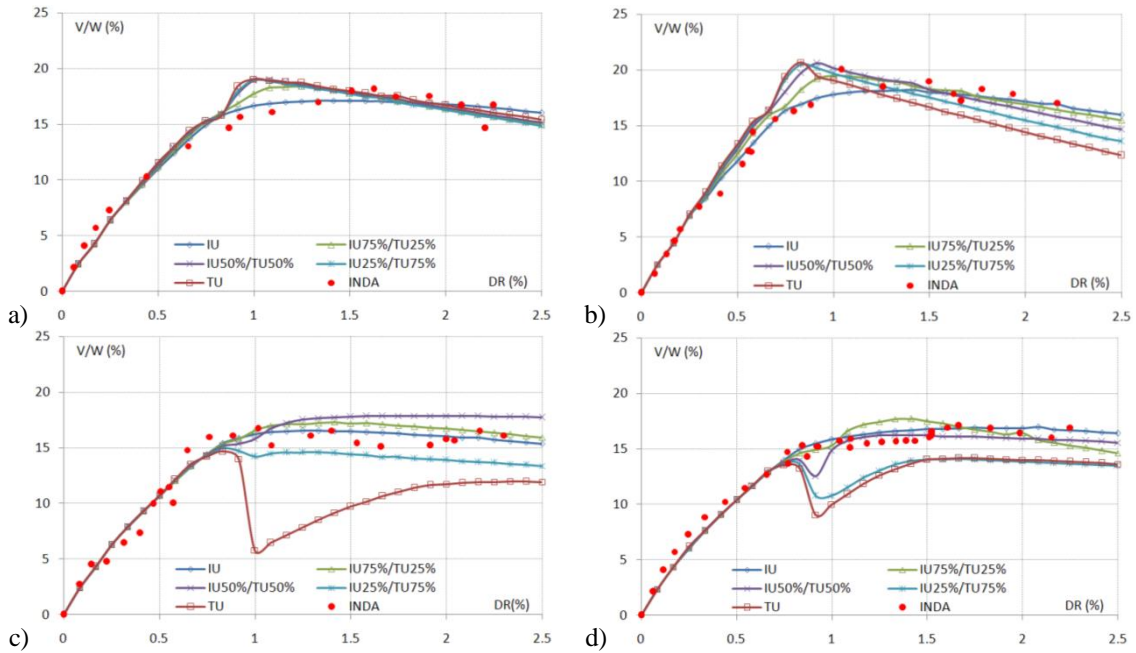 V/W (%)
25
20
15
10
5
0
IU
IU75%/TU25%
IU50%/TU50%
IU25%/TU75%
TU
INDA
DR (%)
a)
0
0.5
1
1.5
2
2.5
V/W (%)
25
20
15
10
5
0
IU
IU75%/TU25%
IU50%/TU50%
IU25%/TU75%
TU
INDA
DR (%)
b)
0
0.5
1
1.5
2
2.5
V/W (%)
25
20
15
10
5
0
IU
IU75%/TU25%
IU50%/TU50%
IU25%/TU75%
TU
INDA
DR(%)
c)
0
0.5
1
1.5
2
2.5
V/W (%)
25
20
15
10
5
0
IU
IU75%/TU25%
IU50%/TU50%
IU25%/TU75%
TU
INDA
DR (%)
d)
0
0.5
1
1.5
2
2.5